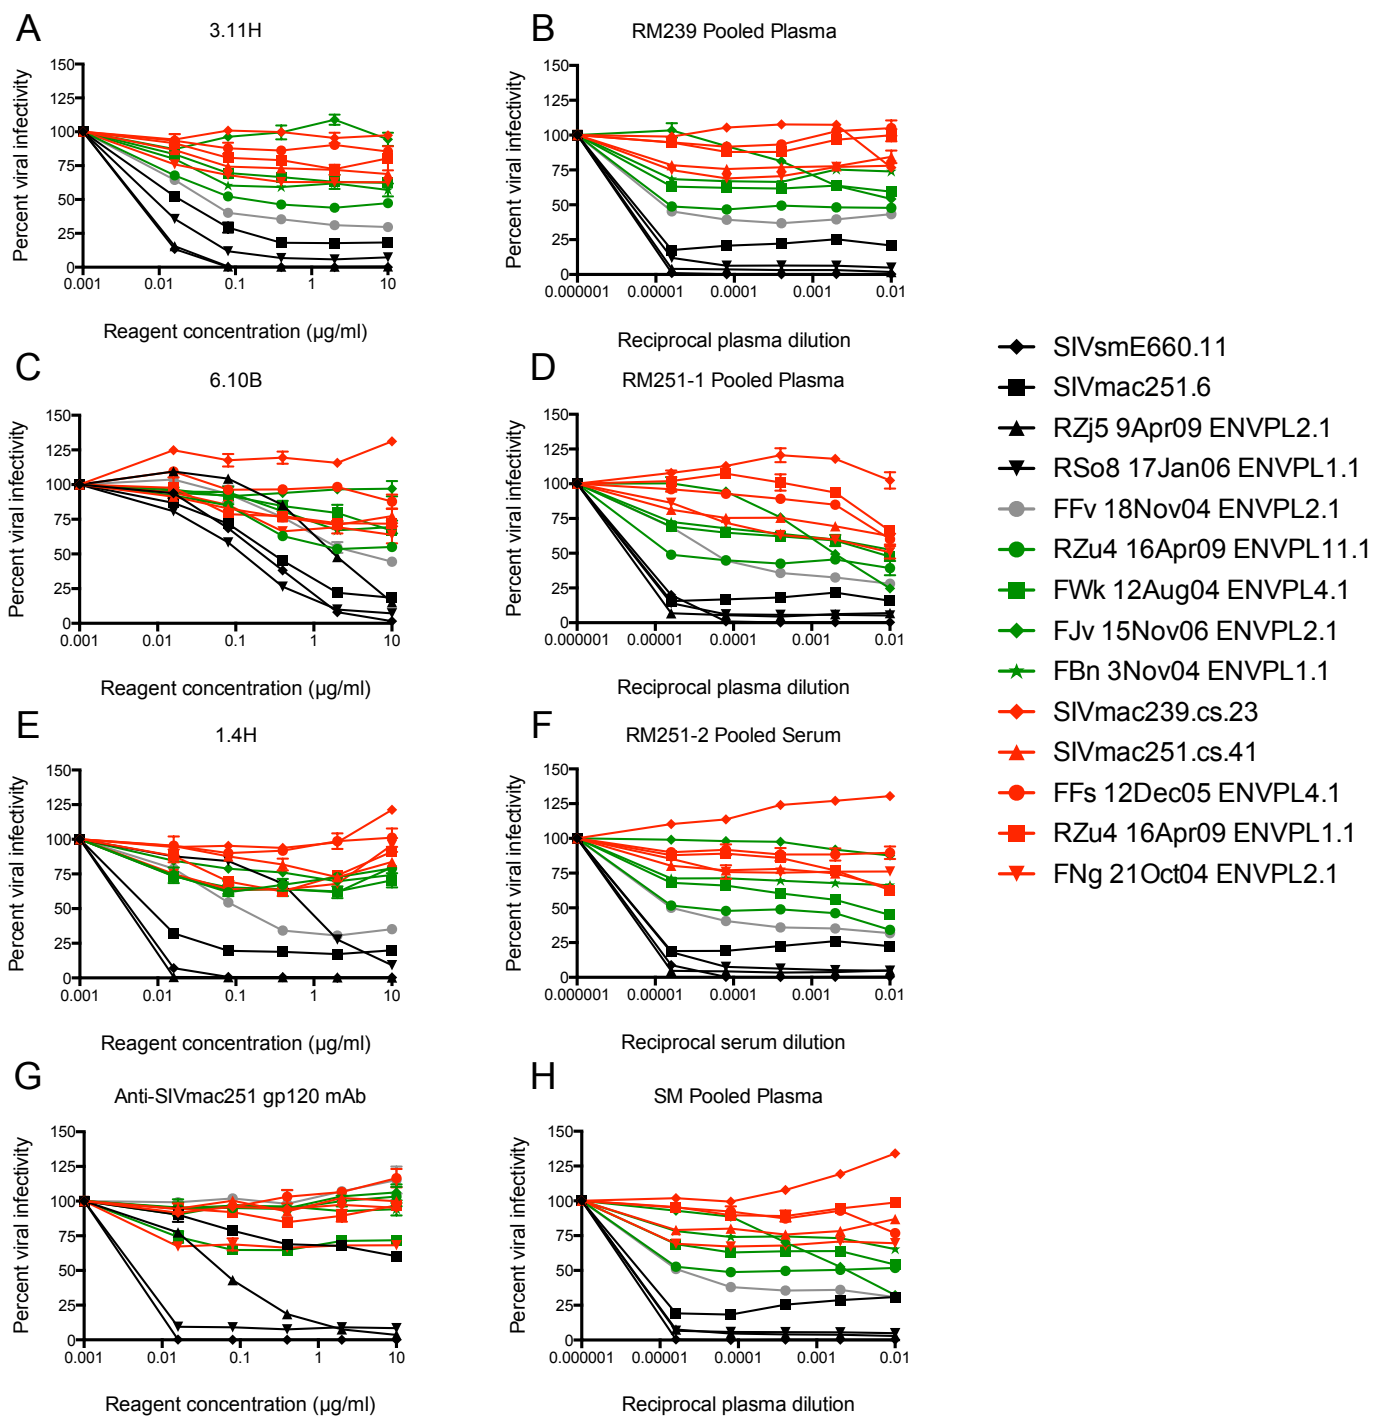 A
3.11H
Percent viral infectivity
150
125
100
75
50
25
0
0.001
0.01
0.1
1
10
Reagent concentration (µg/ml)
B
RM239 Pooled Plasma
Percent viral infectivity
150
125
100
75
50
25
0
0.000001
0.00001
0.0001
0.001
0.01
Reciprocal plasma dilution
C
6.10B
Percent viral infectivity
150
125
100
75
50
25
0
0.001
0.01
0.1
1
10
Reagent concentration (µg/ml)
D
RM251-1 Pooled Plasma
Percent viral infectivity
150
125
100
75
50
25
0
0.000001
0.00001
0.0001
0.001
0.01
Reciprocal plasma dilution
E
1.4H
Percent viral infectivity
150
125
100
75
50
25
0
0.001
0.01
0.1
1
10
Reagent concentration (µg/ml)
F
RM251-2 Pooled Serum
Percent viral infectivity
150
125
100
75
50
25
0
0.000001
0.00001
0.0001
0.001
0.01
Reciprocal serum dilution
G
Anti-SIVmac251 gp120 mAb
Percent viral infectivity
150
125
100
75
50
25
0
0.001
0.01
0.1
1
10
Reagent concentration (µg/ml)
H
SM Pooled Plasma
Percent viral infectivity
150
125
100
75
50
25
0
0.000001
0.00001
0.0001
0.001
0.01
Reciprocal plasma dilution
SIVsmE660.11
SIVmac251.6
RZj5 9Apr09 ENVPL2.1
RSo8 17Jan06 ENVPL1.1
FFv 18Nov04 ENVPL2.1
RZu4 16Apr09 ENVPL11.1
FWk 12Aug04 ENVPL4.1
FJv 15Nov06 ENVPL2.1
FBn 3Nov04 ENVPL1.1
SIVmac239.cs.23
SIVmac251.cs.41
FFs 12Dec05 ENVPL4.1
RZu4 16Apr09 ENVPL1.1
FNg 21Oct04 ENVPL2.1